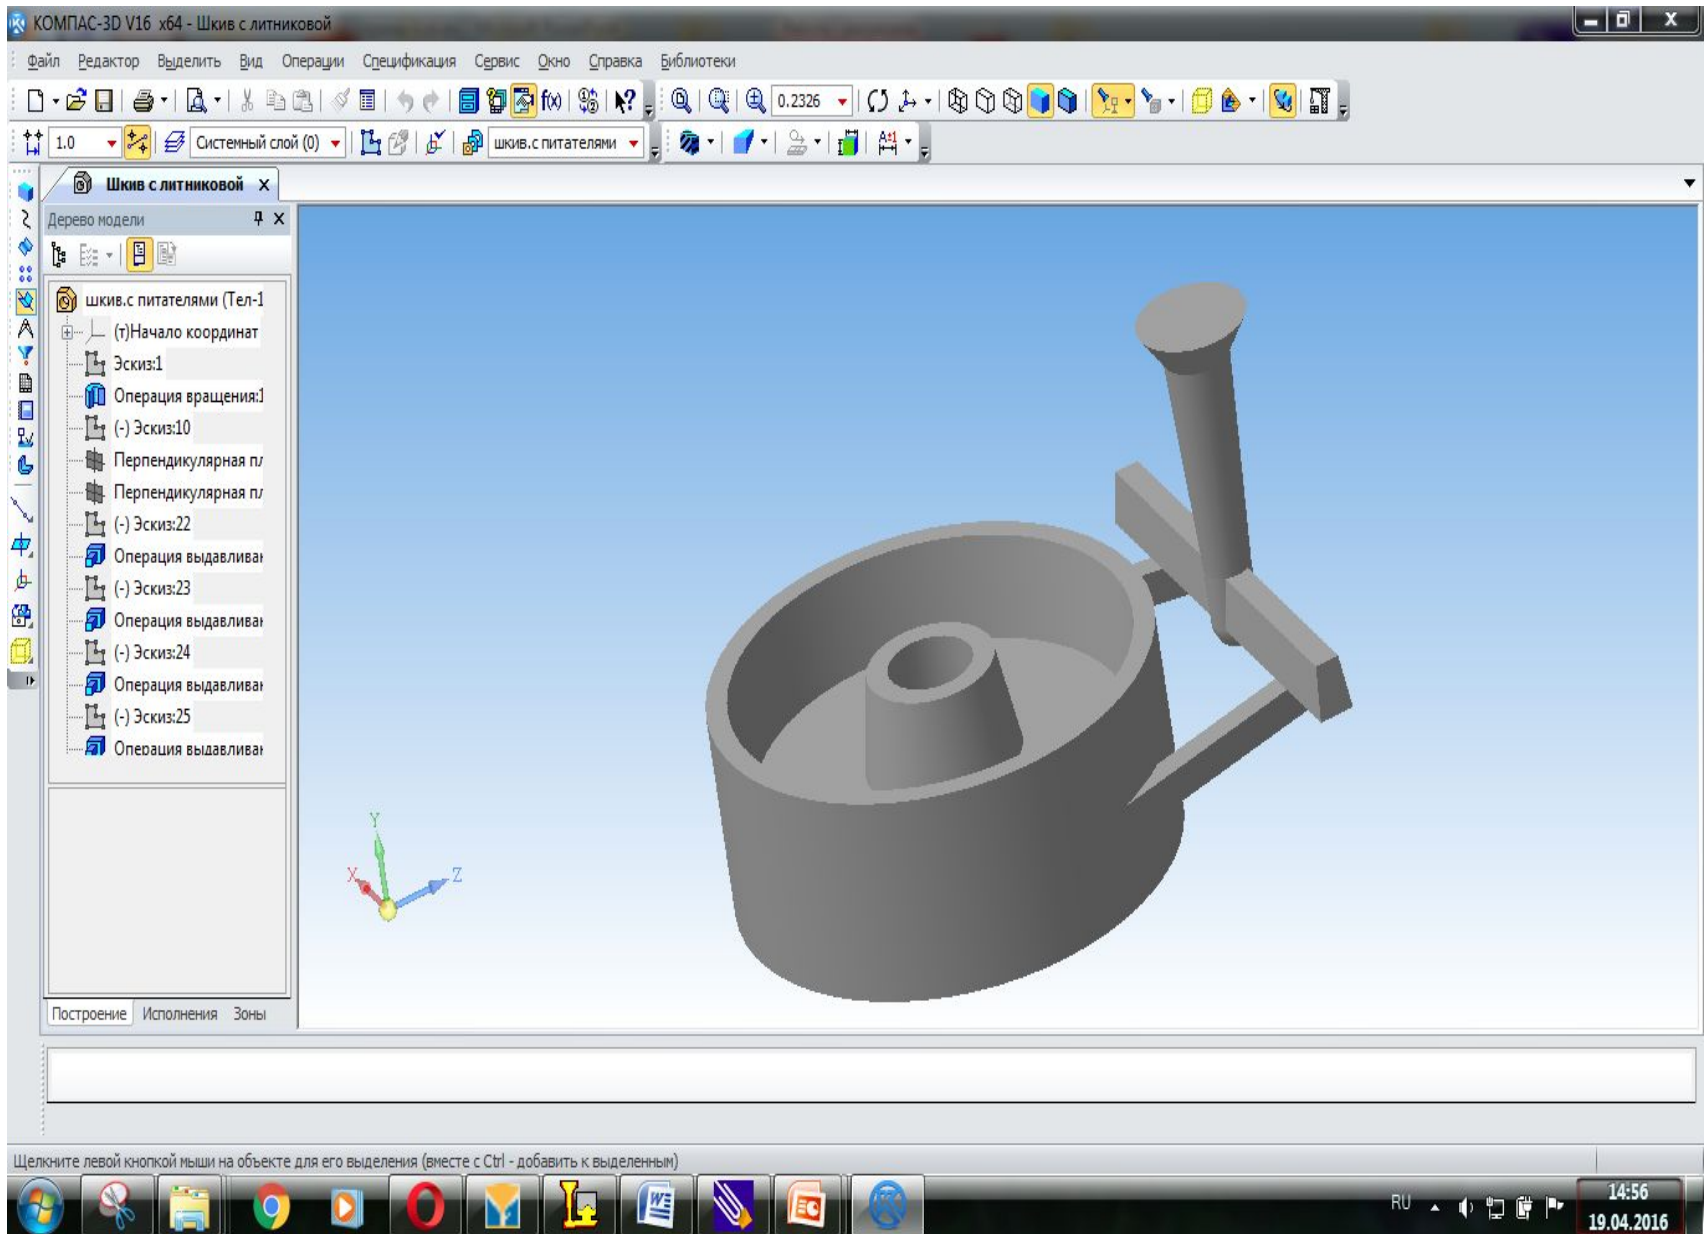 КОМПАС-3D V16 x64 - Шкив с литниковой
Файл Редактор Выделить Вид Операции Спецификация Сервис Окно Справка Библиотеки
f(x) 0.2326
1.0 Системный слой (0) шкив.с питателями
Шкив с литниковой X
Дерево модели
шкив.с питателями (Тел-1
(т)Начало координат
Эскиз:1
Операция вращения:1
(-) Эскиз:10
Перпендикулярная пл
Перпендикулярная пл
(-) Эскиз:22
Операция выдавливан
(-) Эскиз:23
Операция выдавливан
(-) Эскиз:24
Операция выдавливан
(-) Эскиз:25
Операция выдавливан
Y
X
Z
Построение Исполнения Зоны
Щелкните левой кнопкой мыши на объекте для его выделения (вместе с Ctrl - добавить к выделенным)
RU
14:56
19.04.2016